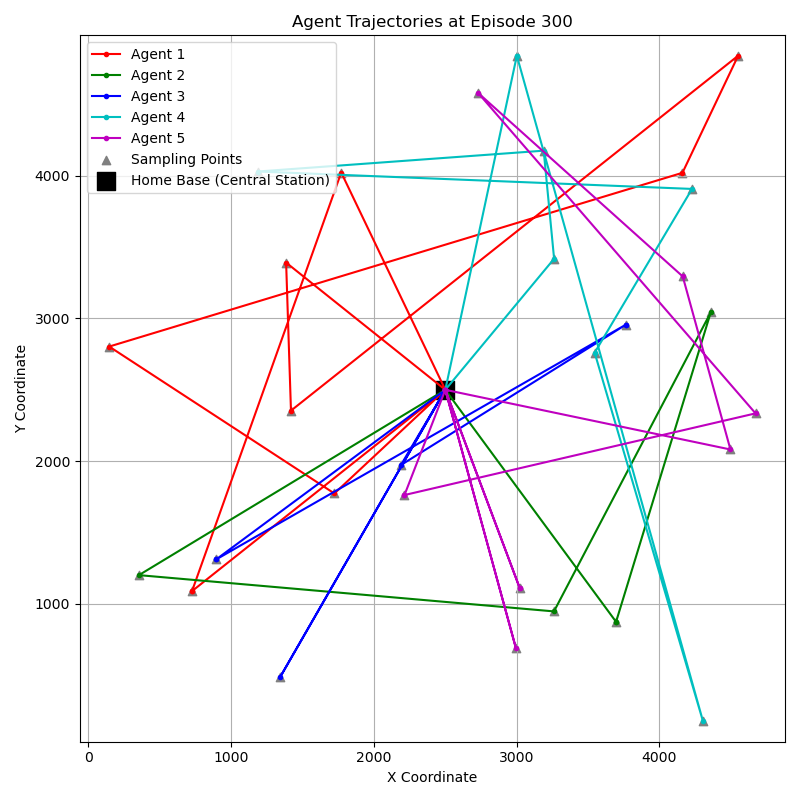 Agent Trajectories at Episode 300
Agent 1
Agent 2
Agent 3
Agent 4
Agent 5
Sampling Points
Home Base (Central Station)
Y Coordinate
4000
3000
2000
1000
0
1000
2000
3000
4000
X Coordinate